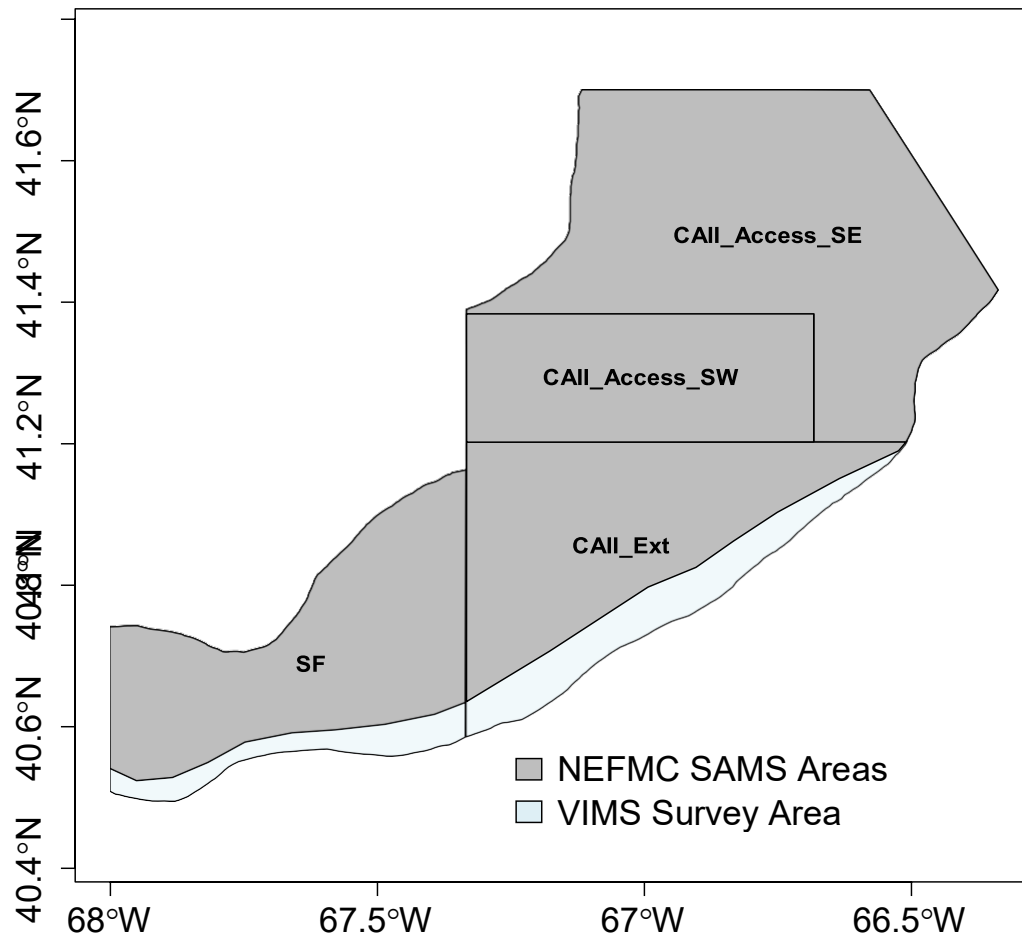 41.6°N
CAII_Access_SE
41.4°N
CAII_Access_SW
41.2°N
CAII_Ext
SF
40.6°N
NEFMC SAMS Areas
VIMS Survey Area
40.4°N
68°W 67.5°W 67°W 66.5°W